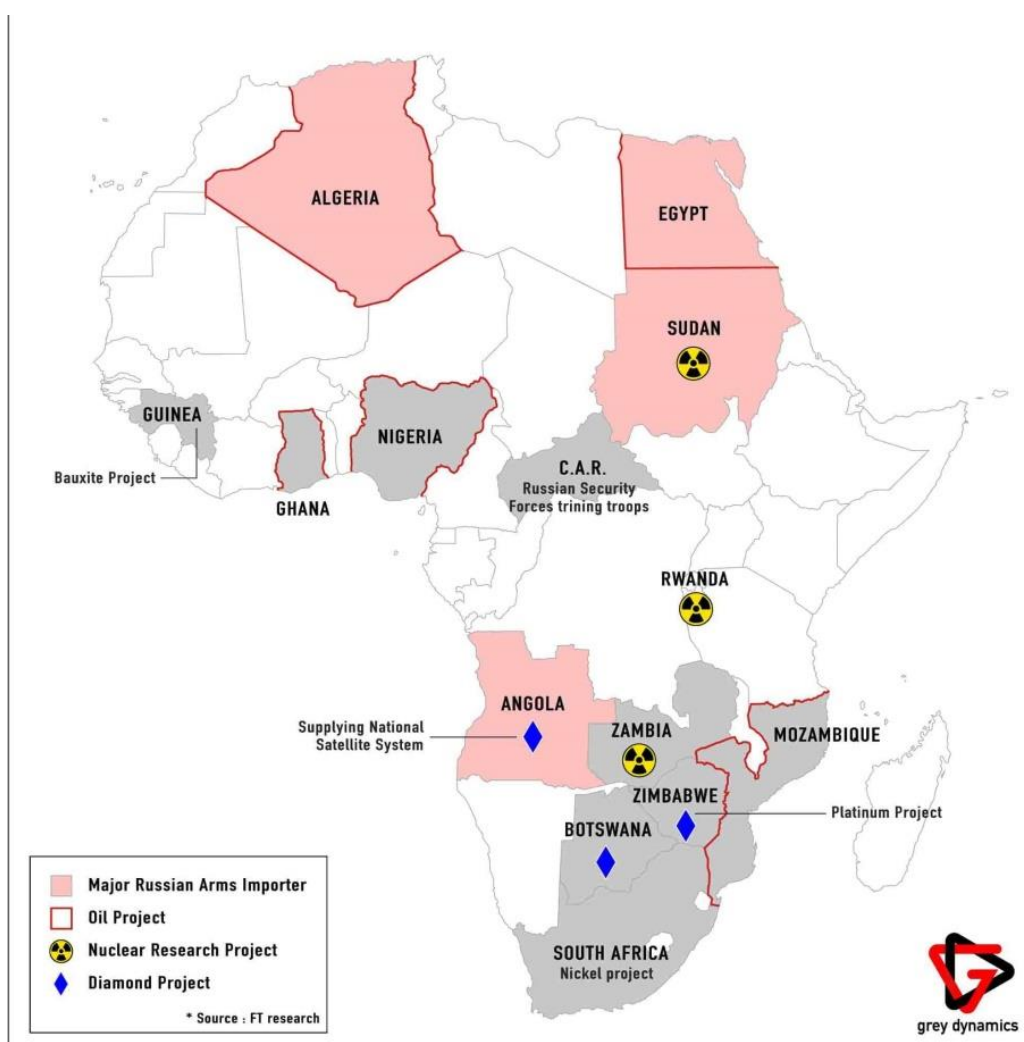 ALGERIA
EGYPT
SUDAN
GUINEA
Bauxite Project
GHANA
NIGERIA
C.A.R.
Russian Security
Forces trining troops
RWANDA
ANGOLA
Supplying National
Satellite System
ZAMBIA
MOZAMBIQUE
ZIMBABWE
Platinum Project
BOTSWANA
SOUTH AFRICA
Nickel project
Major Russian Arms Importer
Oil Project
Nuclear Research Project
Diamond Project
* Source : FT research
grey dynamics